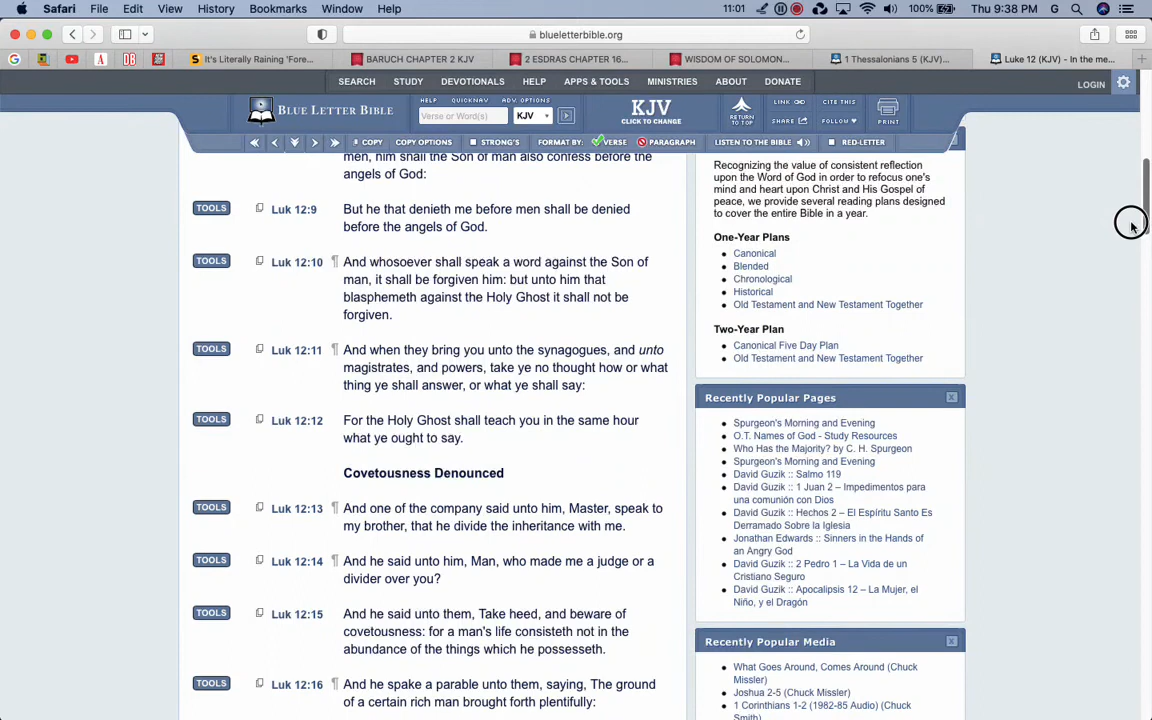 Safari File Edit View History Bookmarks Window Help 11:01 100% Thu 9:38 PM G
blueletterbible.org
It's Literally Raining 'Fore... BARUCH CHAPTER 2 KJV 2 ESDRAS CHAPTER 16... WISDOM OF SOLOMON... 1 Thessalonians 5 (KJV)... Luke 12 (KJV) - In the me...
SEARCH STUDY DEVOTIONALS HELP APPS & TOOLS MINISTRIES ABOUT DONATE LOGIN
BLUE LETTER BIBLE
HELP QUICKNAV ADV. OPTIONS
Verse or Word(s) KJV
KJV
CLICK TO CHANGE
RETURN
TO TOP
LINK CITE THIS
SHARE FOLLOW
PRINT
COPY COPY OPTIONS STRONG'S FORMAT BY: VERSE PARAGRAPH LISTEN TO THE BIBLE RED-LETTER
men, him shall the Son of man also confess before the
angels of God:
TOOLS Luk 12:9 But he that denieth me before men shall be denied
before the angels of God.
TOOLS Luk 12:10 ¶ And whosoever shall speak a word against the Son of
man, it shall be forgiven him: but unto him that
blasphemeth against the Holy Ghost it shall not be
forgiven.
TOOLS Luk 12:11 ¶ And when they bring you unto the synagogues, and unto
magistrates, and powers, take ye no thought how or what
thing ye shall answer, or what ye shall say:
TOOLS Luk 12:12 For the Holy Ghost shall teach you in the same hour
what ye ought to say.
Covetousness Denounced
TOOLS Luk 12:13 ¶ And one of the company said unto him, Master, speak to
my brother, that he divide the inheritance with me.
TOOLS Luk 12:14 ¶ And he said unto him, Man, who made me a judge or a
divider over you?
TOOLS Luk 12:15 And he said unto them, Take heed, and beware of
covetousness: for a man's life consisteth not in the
abundance of the things which he possesseth.
TOOLS Luk 12:16 ¶ And he spake a parable unto them, saying, The ground
of a certain rich man brought forth plentifully:
Recognizing the value of consistent reflection
upon the Word of God in order to refocus one's
mind and heart upon Christ and His Gospel of
peace, we provide several reading plans designed
to cover the entire Bible in a year.
One-Year Plans
Canonical
Blended
Chronological
Historical
Old Testament and New Testament Together
Two-Year Plan
Canonical Five Day Plan
Old Testament and New Testament Together
Recently Popular Pages
Spurgeon's Morning and Evening
O.T. Names of God - Study Resources
Who Has the Majority? by C. H. Spurgeon
Spurgeon's Morning and Evening
David Guzik :: Salmo 119
David Guzik :: 1 Juan 2 – Impedimentos para
una comunión con Dios
David Guzik :: Hechos 2 – El Espíritu Santo Es
Derramado Sobre la Iglesia
Jonathan Edwards :: Sinners in the Hands of
an Angry God
David Guzik :: 2 Pedro 1 – La Vida de un
Cristiano Seguro
David Guzik :: Apocalipsis 12 – La Mujer, el
Niño, y el Dragón
Recently Popular Media
What Goes Around, Comes Around (Chuck
Missler)
Joshua 2-5 (Chuck Missler)
1 Corinthians 1-2 (1982-85 Audio) (Chuck
Smith)